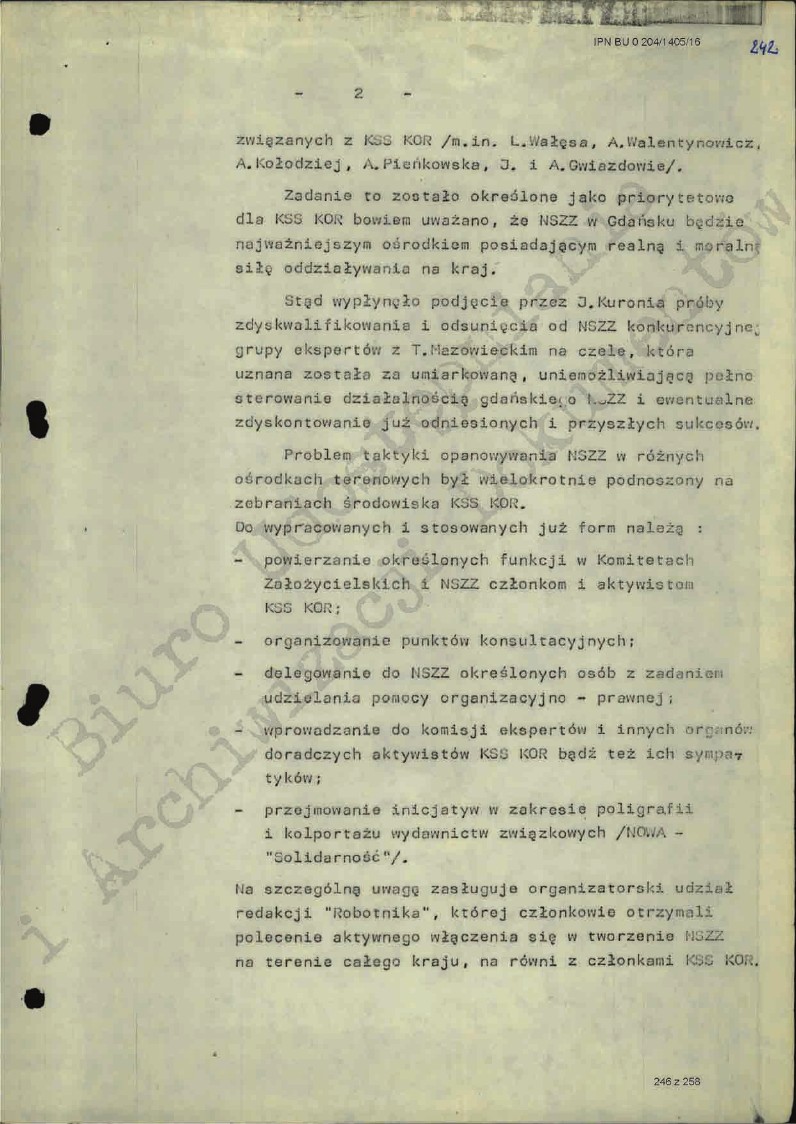 IPN BU 0 204/1405/16
242
- 2 -
związanych z KSS KOR /m.in. L.Wałęsa, A.Walentynowicz,
A.Kołodziej, A.Pieńkowska, J. i A.Gwiazdowie/.
Zadanie to zostało określone jako priorytetowe
dla KSS KOR bowiem uważano, że NSZZ w Gdańsku będzie
najważniejszym ośrodkiem posiadającym realną i moralną
siłę oddziaływania na kraj.
Stąd wypłynęło podjęcie przez J.Kuronia próby
zdyskwalifikowania i odsunięcia od NSZZ konkurencyjnej
grupy ekspertów z T.Mazowieckim na czele, która
uznana została za umiarkowaną, uniemożliwiającą pełne
sterowanie działalnością gdańskiego NSZZ i ewentualne
zdyskontowanie już odniesionych i przyszłych sukcesów.
Problem taktyki opanowywania NSZZ w różnych
ośrodkach terenowych był wielokrotnie podnoszony na
zebraniach środowiska KSS KOR.
Do wypracowanych i stosowanych już form należą :
- powierzanie określonych funkcji w Komitetach
Założycielskich i NSZZ członkom i aktywistom
KSS KOR;
- organizowanie punktów konsultacyjnych;
- delegowanie do NSZZ określonych osób z zadaniem
udzielania pomocy organizacyjno - prawnej;
- wprowadzanie do komisji ekspertów i innych organów
doradczych aktywistów KSS KOR bądź też ich sympa-
tyków;
- przejmowanie inicjatyw w zakresie poligrafii
i kolportażu wydawnictw związkowych /NOWA -
"Solidarność"/.
Na szczególną uwagę zasługuje organizatorski udział
redakcji "Robotnika", której członkowie otrzymali
polecenie aktywnego włączenia się w tworzenie NSZZ
na terenie całego kraju, na równi z członkami KSS KOR.
Biuro Udostępniania
i Archiwizacji Dokumentów
246 z 258